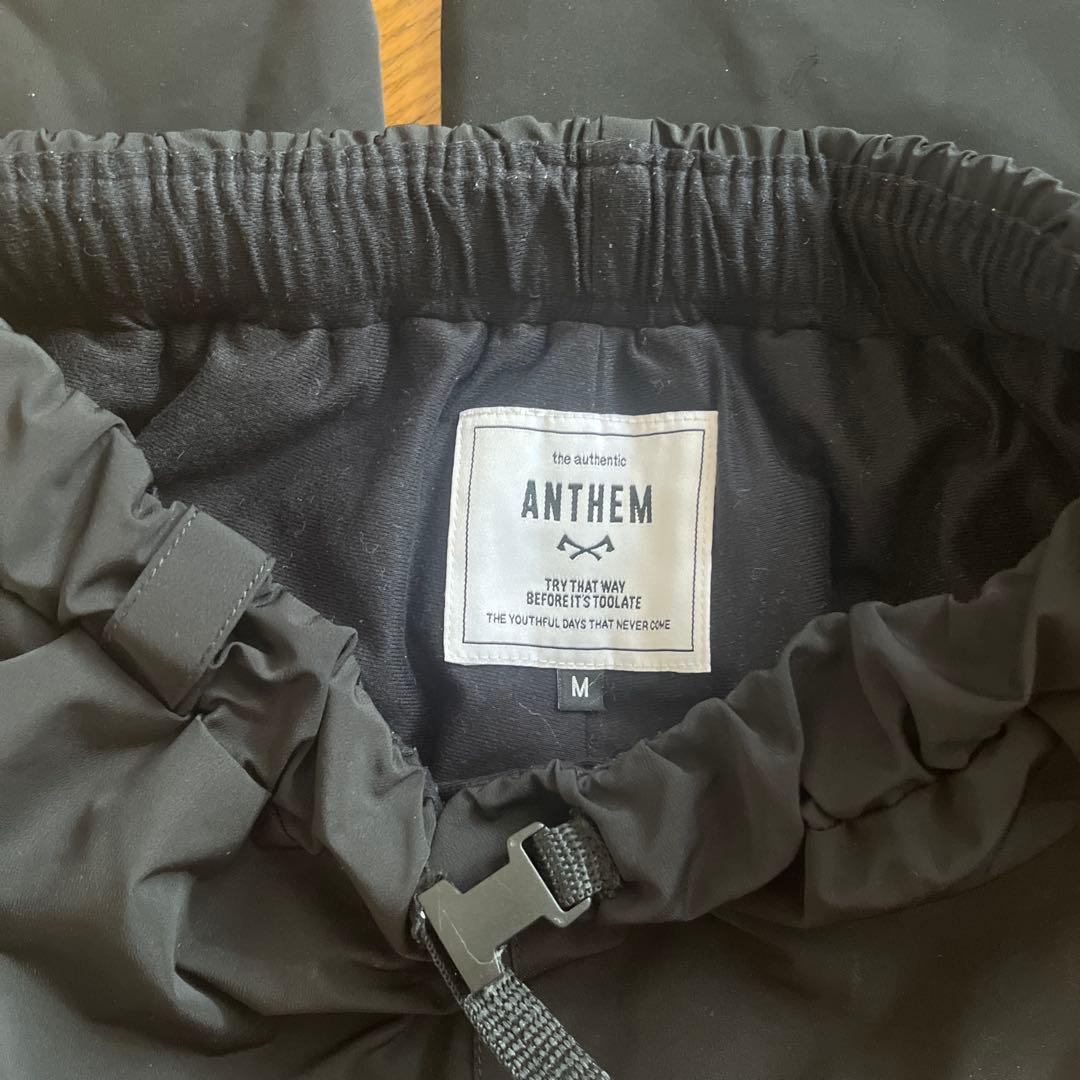 the authentic
ANTHEM
TRY THAT WAY
BEFORE IT'S TOOLATE
THE YOUTHFUL DAYS THAT NEVER COME
M